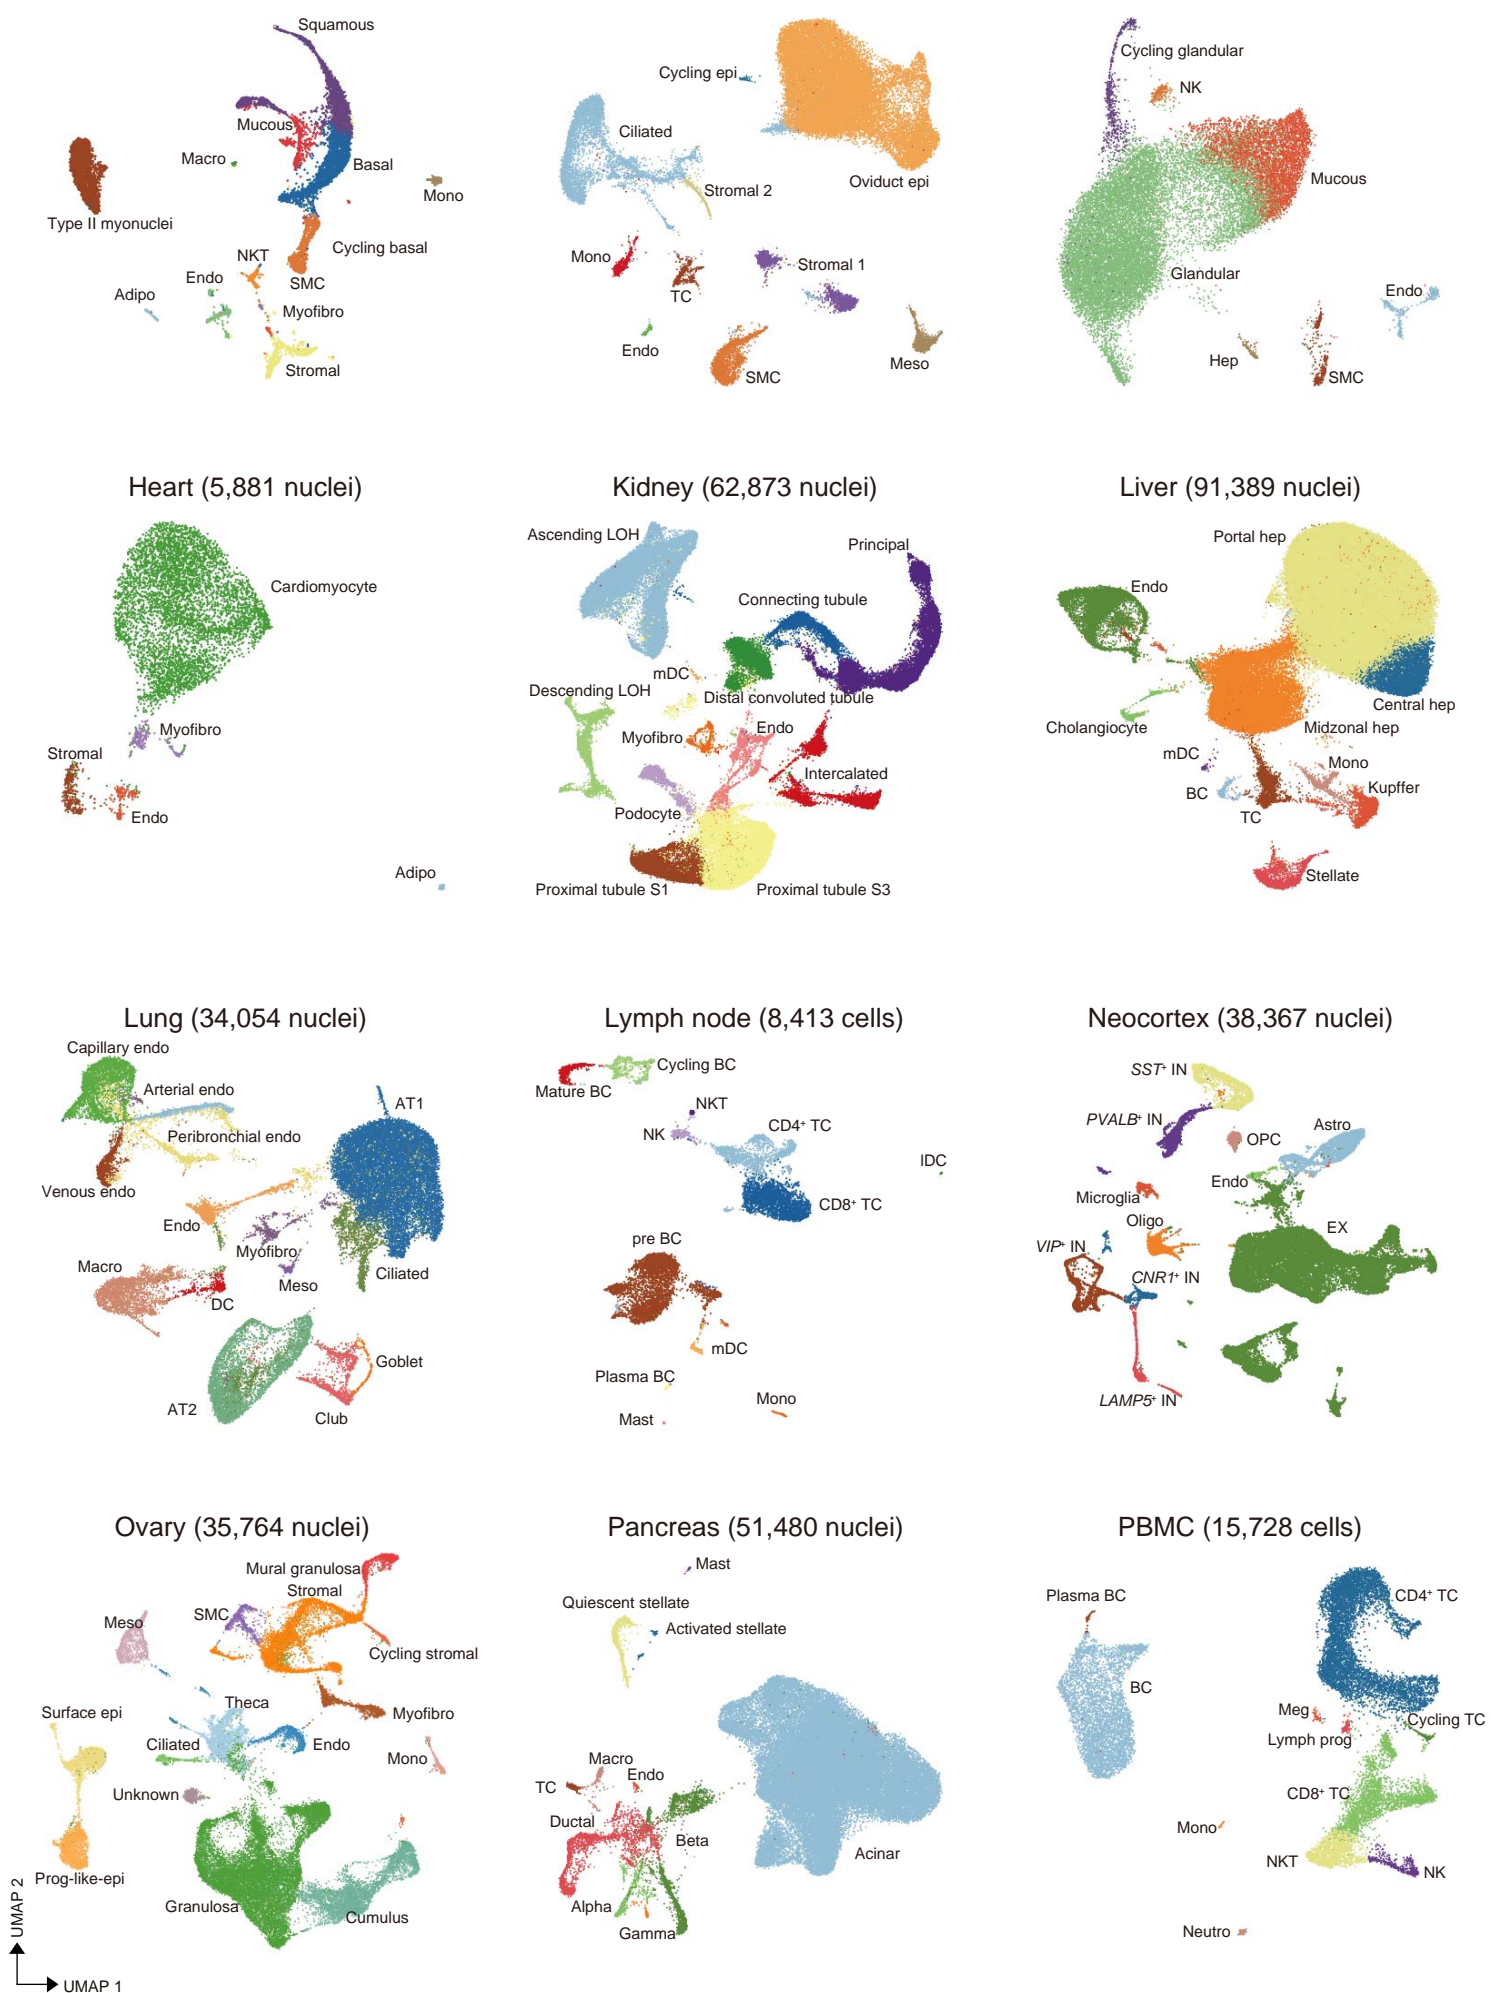 Squamous
Mucous
Macro
Basal
Mono
Type II myonuclei
Cycling basal
NKT
SMC
Endo
Adipo
Myofibro
Stromal
Cycling epi
Ciliated
Oviduct epi
Stromal 2
Mono
TC
Stromal 1
Endo
SMC
Meso
Cycling glandular
NK
Mucous
Glandular
Endo
Hep
SMC
Heart (5,881 nuclei)
Cardiomyocyte
Myofibro
Stromal
Endo
Adipo
Kidney (62,873 nuclei)
Ascending LOH
Principal
Connecting tubule
mDC
Descending LOH
Distal convoluted tubule
Myofibro
Endo
Intercalated
Podocyte
Proximal tubule S1
Proximal tubule S3
Liver (91,389 nuclei)
Portal hep
Endo
Central hep
Cholangiocyte
Midzonal hep
mDC
Mono
BC
Kupffer
TC
Stellate
Lung (34,054 nuclei)
Capillary endo
Arterial endo
AT1
Peribronchial endo
Venous endo
Endo
Myofibro
Macro
Meso
Ciliated
DC
Goblet
AT2
Club
Lymph node (8,413 cells)
Cycling BC
Mature BC
NKT
NK
CD4+ TC
IDC
CD8+ TC
pre BC
mDC
Plasma BC
Mono
Mast
Neocortex (38,367 nuclei)
SST+ IN
PVALB+ IN
Astro
OPC
Endo
Microglia
Oligo
EX
VIP+ IN
CNR1+ IN
LAMP5+ IN
Ovary (35,764 nuclei)
Mural granulosa
Stromal
SMC
Meso
Cycling stromal
Theca
Surface epi
Myofibro
Ciliated
Endo
Mono
Unknown
Prog-like-epi
Granulosa
Cumulus
Pancreas (51,480 nuclei)
Mast
Quiescent stellate
Activated stellate
Macro
TC
Endo
Ductal
Beta
Acinar
Alpha
Gamma
PBMC (15,728 cells)
Plasma BC
CD4+ TC
BC
Meg
Cycling TC
Lymph prog
CD8+ TC
Mono
NKT
NK
Neutro
UMAP 2
UMAP 1